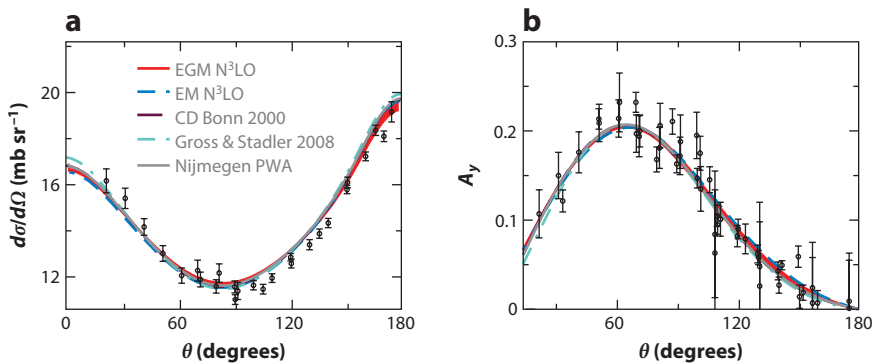 a
dσ/dΩ (mb sr⁻¹)
20
16
12
0
60
120
180
θ (degrees)
EGM N³LO
EM N³LO
CD Bonn 2000
Gross & Stadler 2008
Nijmegen PWA
b
A_y
0.3
0.2
0.1
0
60
120
180
θ (degrees)